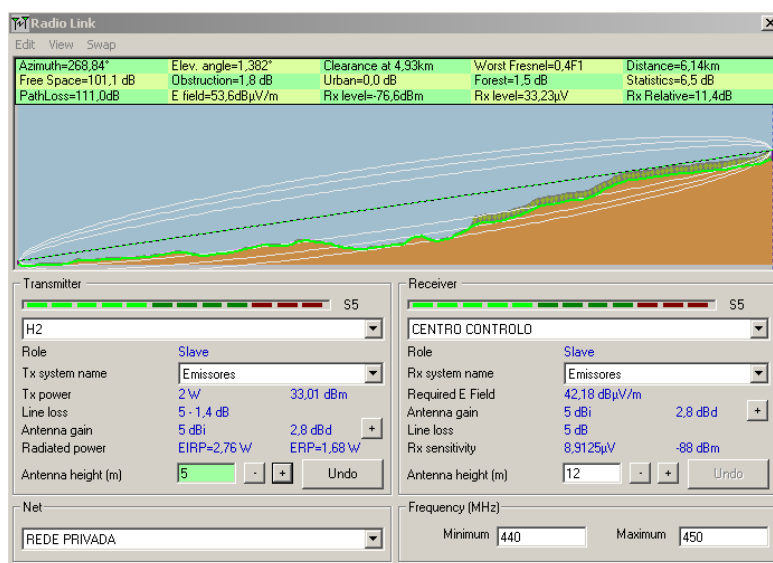 Radio Link
Edit View Swap
Azimuth=268,84° Elev. angle=1,382° Clearance at 4,93km Worst Fresnel=0,4F1 Distance=6,14km
Free Space=101,1 dB Obstruction=1,8 dB Urban=0,0 dB Forest=1,5 dB Statistics=6,5 dB
PathLoss=111,0dB E field=53,6dBµV/m Rx level=-76,6dBm Rx level=33,23µV Rx Relative=11,4dB
Transmitter
S5
H2
Role Slave
Tx system name Emissores
Tx power 2 W 33,01 dBm
Line loss 5 - 1,4 dB
Antenna gain 5 dBi 2,8 dBd +
Radiated power EIRP=2,76 W ERP=1,68 W
Antenna height (m) 5 - + Undo
Receiver
S5
CENTRO CONTROLO
Role Slave
Rx system name Emissores
Required E Field 42,18 dBµV/m
Antenna gain 5 dBi 2,8 dBd +
Line loss 5 dB
Rx sensitivity 8,9125µV -88 dBm
Antenna height (m) 12 - + Undo
Net
REDE PRIVADA
Frequency (MHz)
Minimum 440 Maximum 450